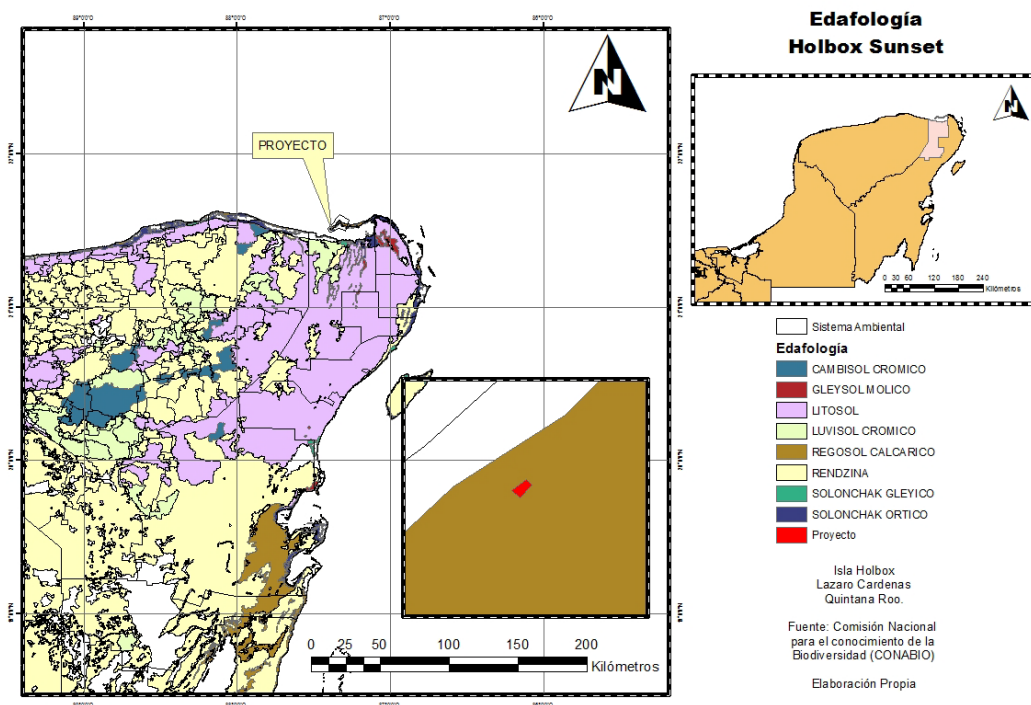 Edafología
Holbox Sunset
N
PROYECTO
N
0 30 60 120 180 240
Kilómetros
Sistema Ambiental
Edafología
CAMBISOL CROMICO
GLEYSOL MOLICO
LITOSOL
LUVISOL CROMICO
REGOSOL CALCARICO
RENDZINA
SOLONCHAK GLEYICO
SOLONCHAK ORTICO
Proyecto
0 25 50 100 150 200
Kilómetros
Isla Holbox
Lazaro Cardenas
Quintana Roo.
Fuente: Comisión Nacional
para el conocimiento de la
Biodiversidad (CONABIO)
Elaboración Propia